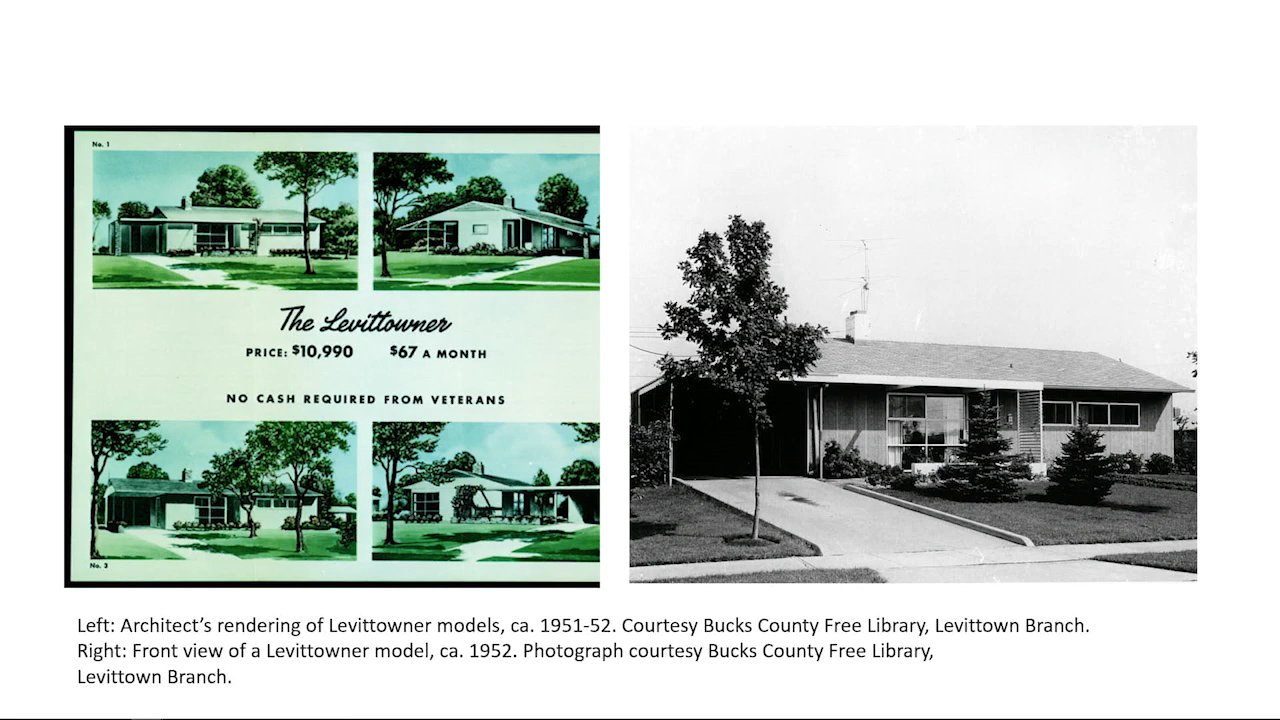 No. 1
The Levittowner
PRICE: $10,990 $67 A MONTH
NO CASH REQUIRED FROM VETERANS
No. 3
Left: Architect's rendering of Levittowner models, ca. 1951-52. Courtesy Bucks County Free Library, Levittown Branch.
Right: Front view of a Levittowner model, ca. 1952. Photograph courtesy Bucks County Free Library,
Levittown Branch.